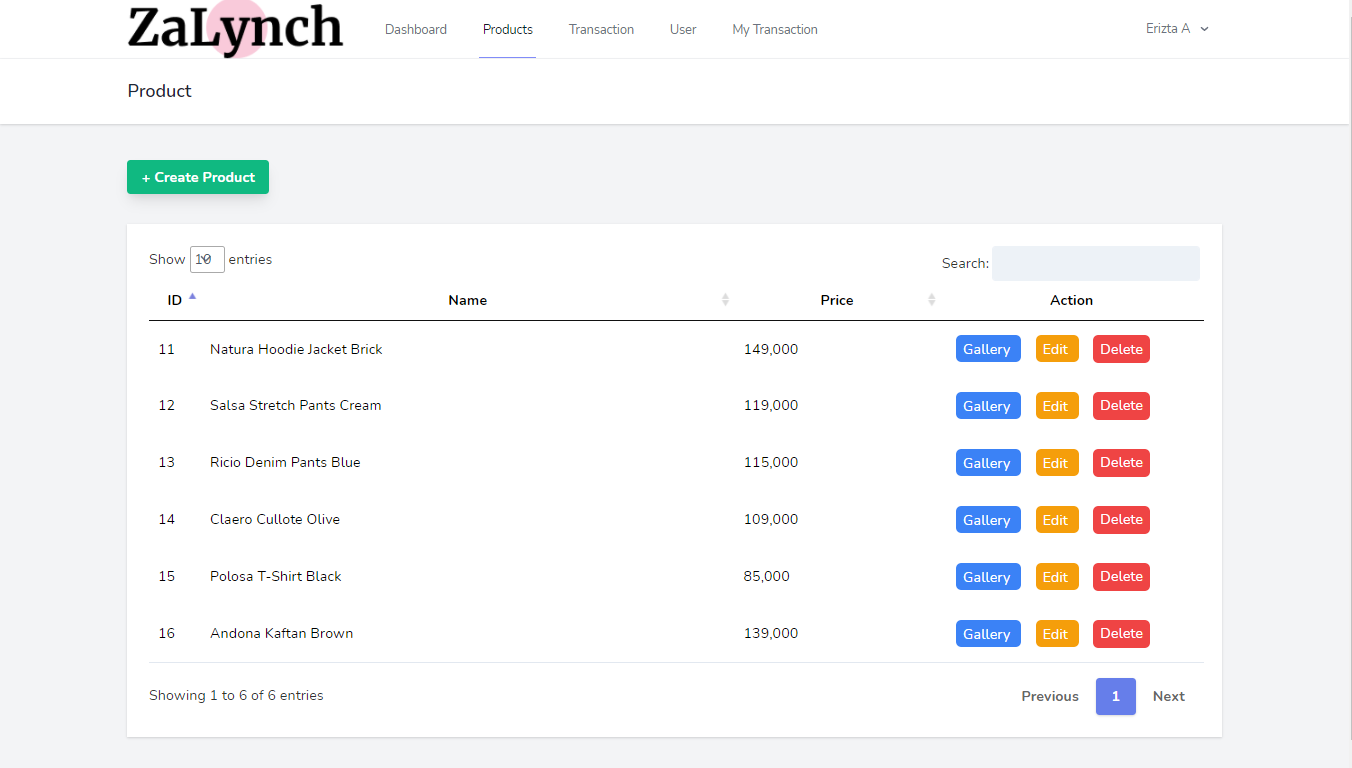 ZaLynch Dashboard Products Transaction User My Transaction Erizta A
Product
+ Create Product
Show 10 entries Search:
ID Name Price Action
11 Natura Hoodie Jacket Brick 149,000 Gallery Edit Delete
12 Salsa Stretch Pants Cream 119,000 Gallery Edit Delete
13 Ricio Denim Pants Blue 115,000 Gallery Edit Delete
14 Claero Cullote Olive 109,000 Gallery Edit Delete
15 Polosa T-Shirt Black 85,000 Gallery Edit Delete
16 Andona Kaftan Brown 139,000 Gallery Edit Delete
Showing 1 to 6 of 6 entries Previous 1 Next